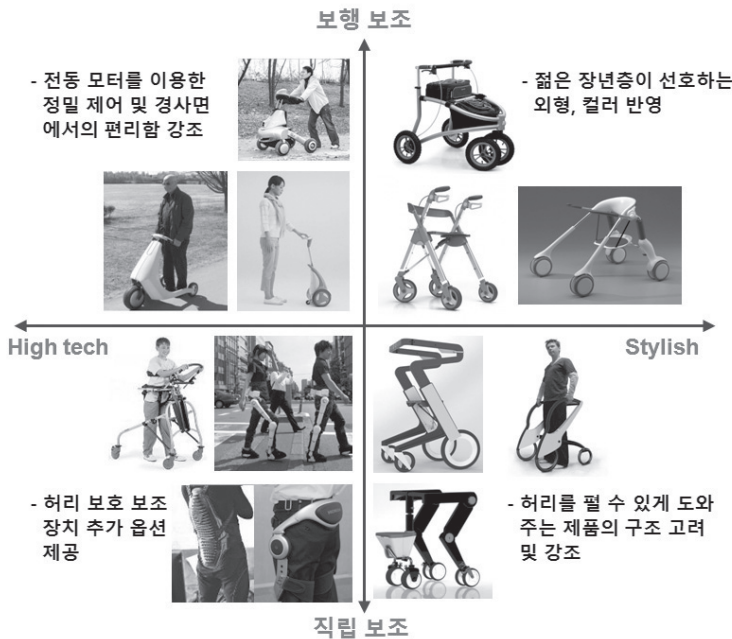 보행 보조
- 전동 모터를 이용한
정밀 제어 및 경사면
에서의 편리함 강조
- 젊은 장년층이 선호하는
외형, 컬러 반영
High tech
Stylish
- 허리 보호 보조
장치 추가 옵션
제공
- 허리를 펼 수 있게 도와
주는 제품의 구조 고려
및 강조
직립 보조